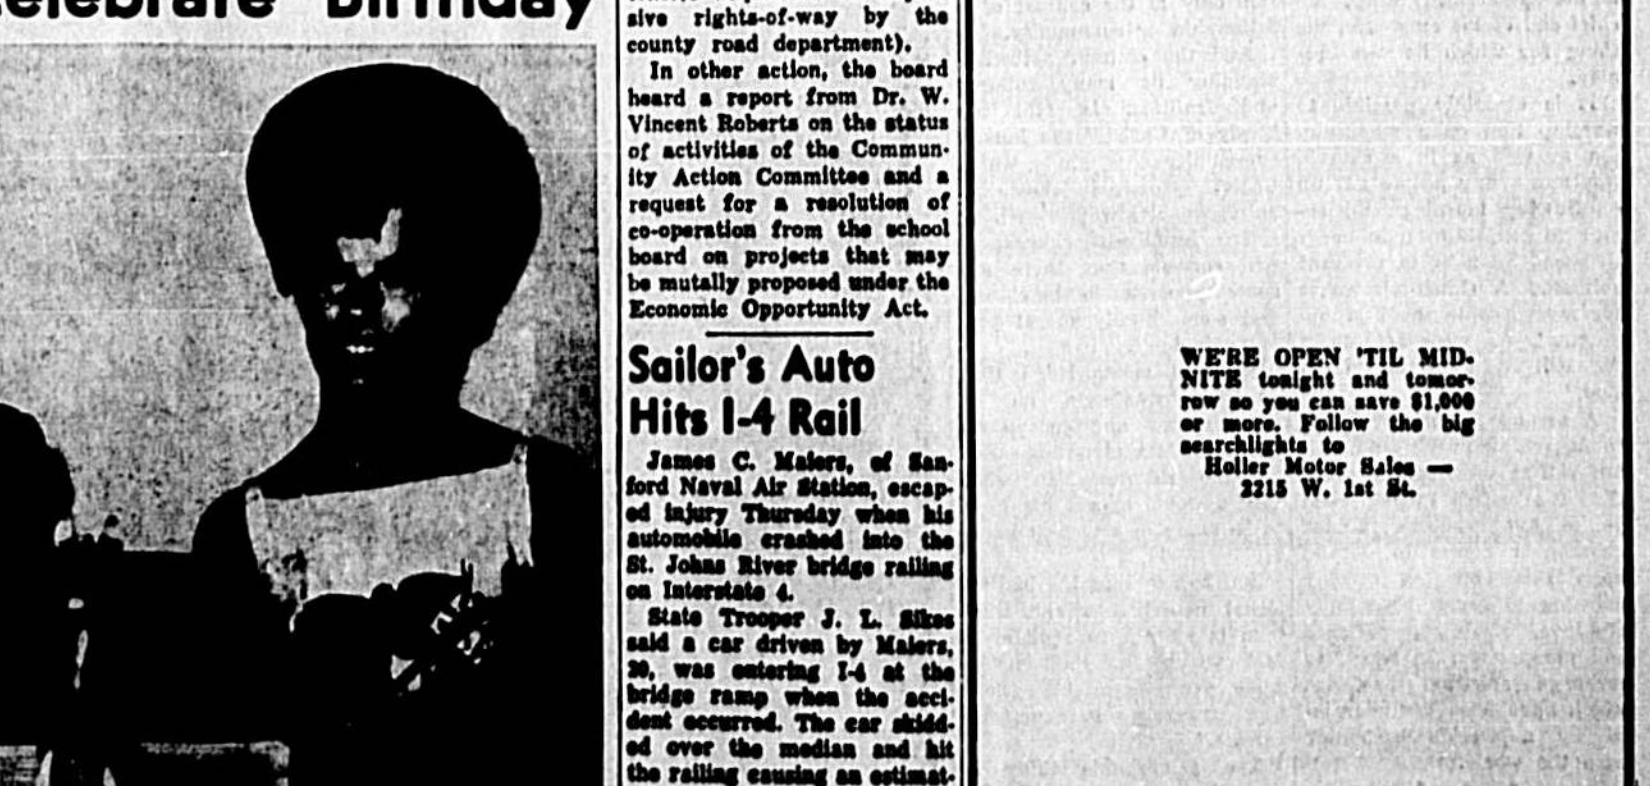 elebrate Birthday
sive rights-of-way by the
county road department).
In other action, the board
heard a report from Dr. W.
Vincent Roberts on the status
of activities of the Commun-
ity Action Committee and a
request for a resolution of
co-operation from the school
board on projects that may
be mutally proposed under the
Economic Opportunity Act.
Sailor's Auto
Hits I-4 Rail
James C. Maiers, of San-
ford Naval Air Station, escap-
ed injury Thursday when his
automobile crashed into the
St. Johns River bridge railing
on Interstate 4.
State Trooper J. L. Sikes
said a car driven by Maiers,
was entering I-4 at the
bridge ramp when the acci-
dent occurred. The car skidd-
ed over the median and hit
the railing causing an estimat-
WE'RE OPEN 'TIL MID-
NITE tonight and tomor-
row so you can save $1,000
or more. Follow the big
searchlights to
Holler Motor Sales —
2215 W. 1st St.